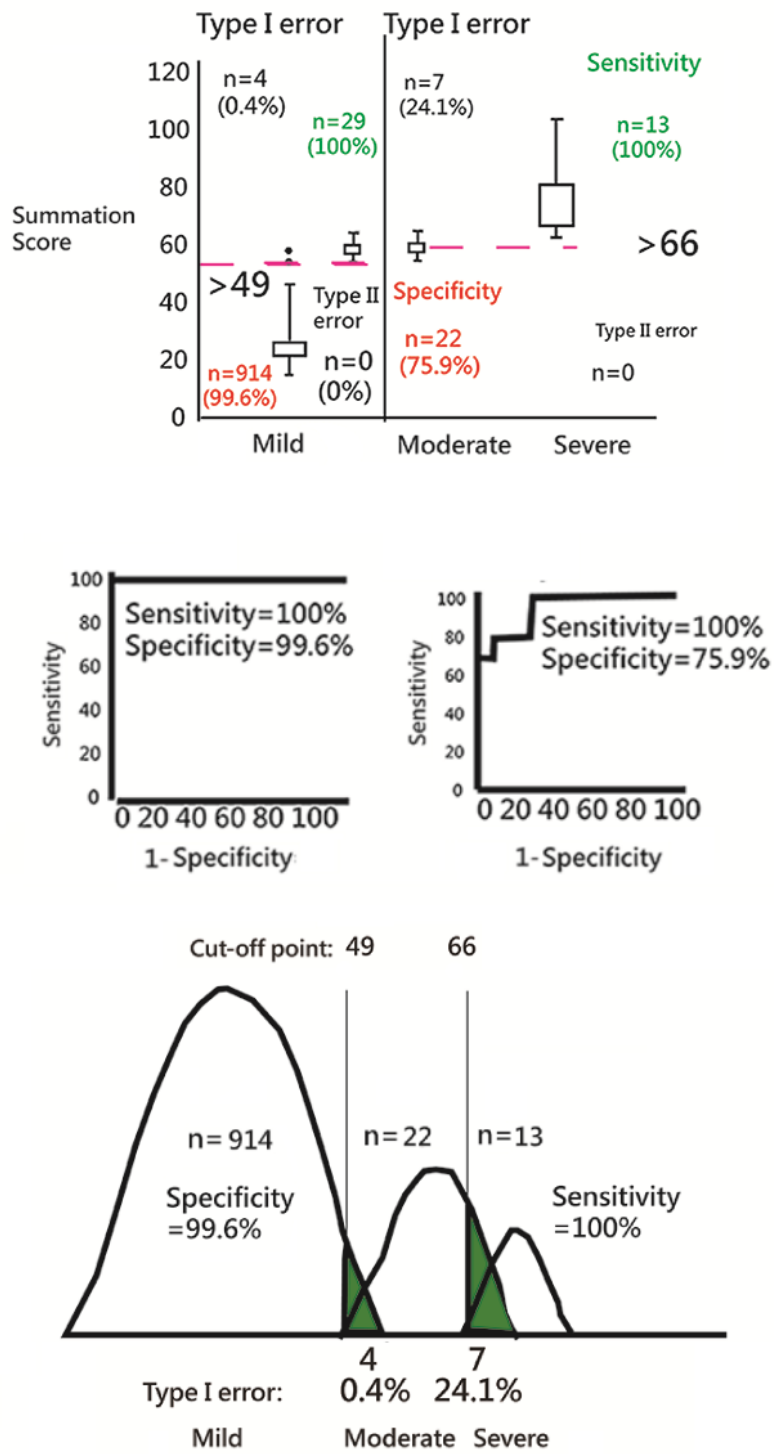 Type I error Type I error
120
100
80
60
40
20
0
Summation
Score
n=4
(0.4%)
n=29
(100%)
n=7
(24.1%)
Sensitivity
n=13
(100%)
>49
>66
Type II
error
n=0
(0%)
n=914
(99.6%)
Specificity
n=22
(75.9%)
Type II error
n=0
Mild Moderate Severe
100
80
60
40
20
0
Sensitivity
Sensitivity=100%
Specificity=99.6%
0 20 40 60 80 100
1- Specificity
100
80
60
40
20
0
Sensitivity
Sensitivity=100%
Specificity=75.9%
0 20 40 60 80 100
1- Specificity
Cut-off point: 49 66
n= 914 n= 22 n=13
Specificity
=99.6%
Sensitivity
=100%
4 7
Type I error: 0.4% 24.1%
Mild Moderate Severe